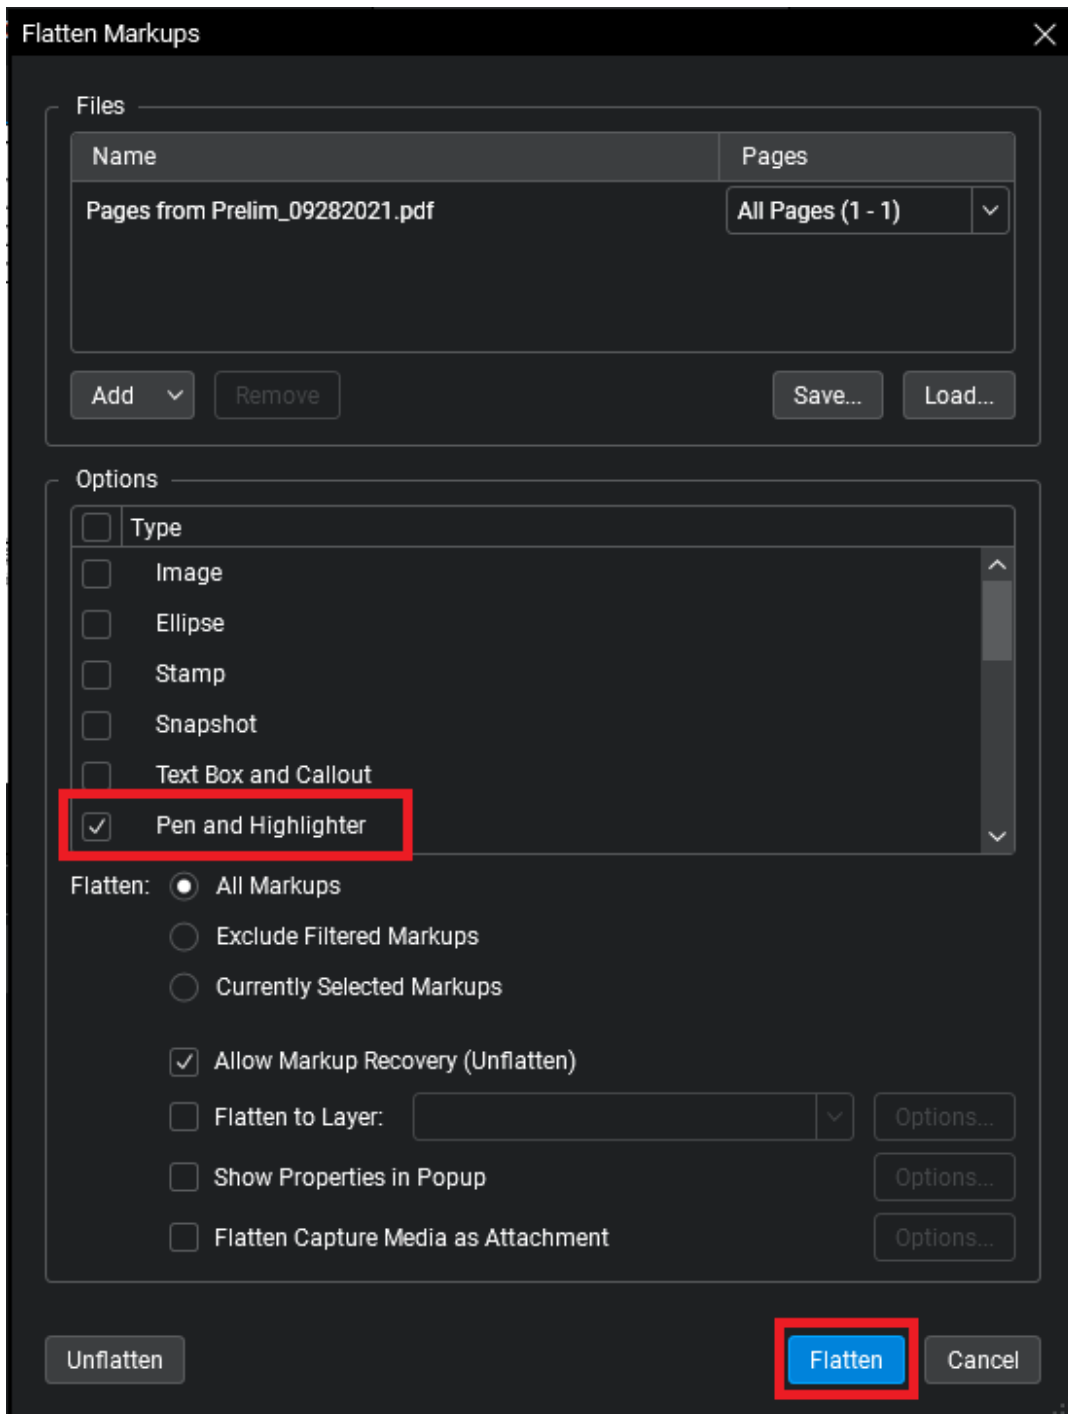 Flatten Markups
Files
Name Pages
Pages from Prelim_09282021.pdf All Pages (1 - 1)
Add Remove Save... Load...
Options
Type
Image
Ellipse
Stamp
Snapshot
Text Box and Callout
Pen and Highlighter
Flatten: All Markups
Exclude Filtered Markups
Currently Selected Markups
Allow Markup Recovery (Unflatten)
Flatten to Layer: Options...
Show Properties in Popup Options...
Flatten Capture Media as Attachment Options...
Unflatten Flatten Cancel